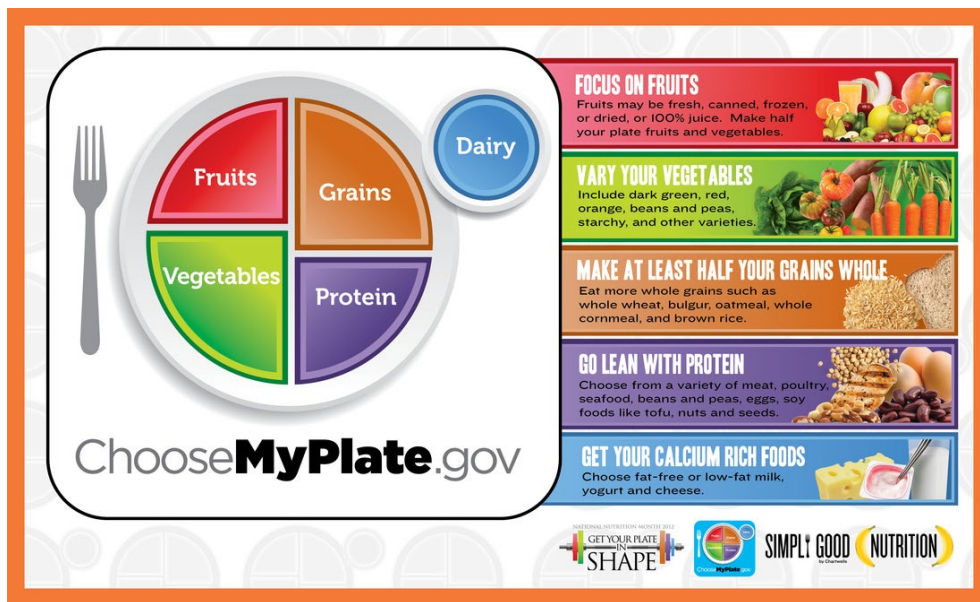 Fruits
Grains
Dairy
Vegetables
Protein
ChooseMyPlate.gov
FOCUS ON FRUITS
Fruits may be fresh, canned, frozen,
or dried, or 100% juice. Make half
your plate fruits and vegetables.
VARY YOUR VEGETABLES
Include dark green, red,
orange, beans and peas,
starchy, and other varieties.
MAKE AT LEAST HALF YOUR GRAINS WHOLE
Eat more whole grains such as
whole wheat, bulgur, oatmeal, whole
cornmeal, and brown rice.
GO LEAN WITH PROTEIN
Choose from a variety of meat, poultry,
seafood, beans and peas, eggs, soy
foods like tofu, nuts and seeds.
GET YOUR CALCIUM RICH FOODS
Choose fat-free or low-fat milk,
yogurt and cheese.
NATIONAL NUTRITION MONTH 2012
GET YOUR PLATE
IN
SHAPE
ChooseMyPlate.gov
SIMPLY GOOD NUTRITION
by Chartwells